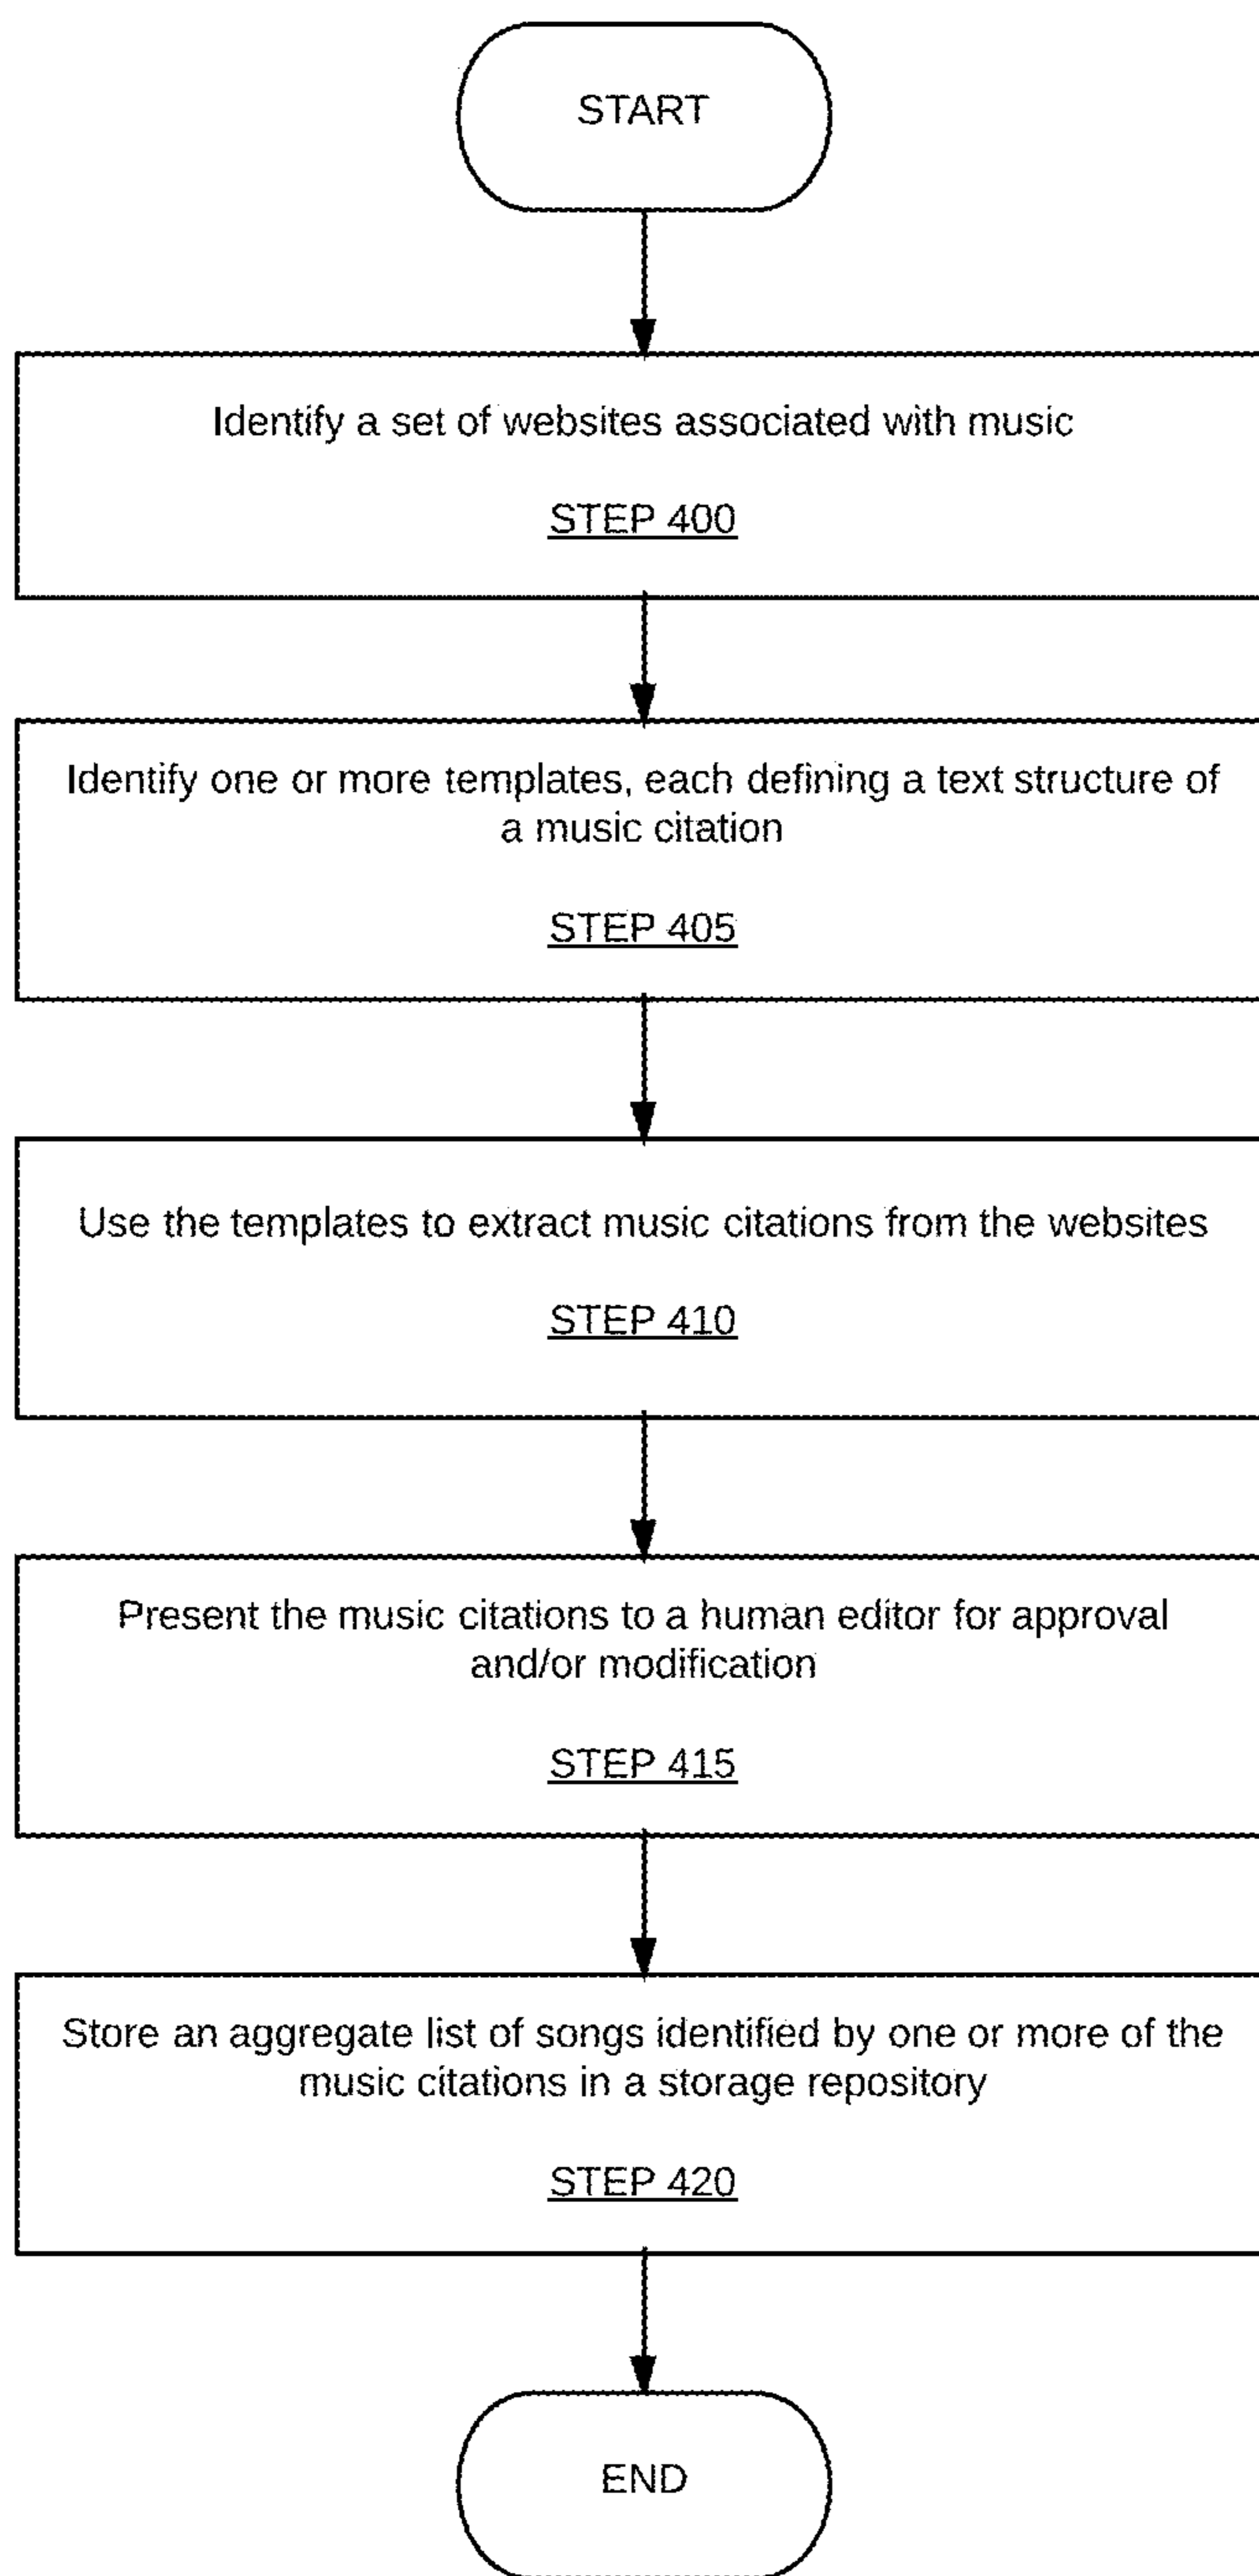 START
Identify a set of websites associated with music
STEP 400
Identify one or more templates, each defining a text structure of
a music citation
STEP 405
Use the templates to extract music citations from the websites
STEP 410
Present the music citations to a human editor for approval
and/or modification
STEP 415
Store an aggregate list of songs identified by one or more of the
music citations in a storage repository
STEP 420
END